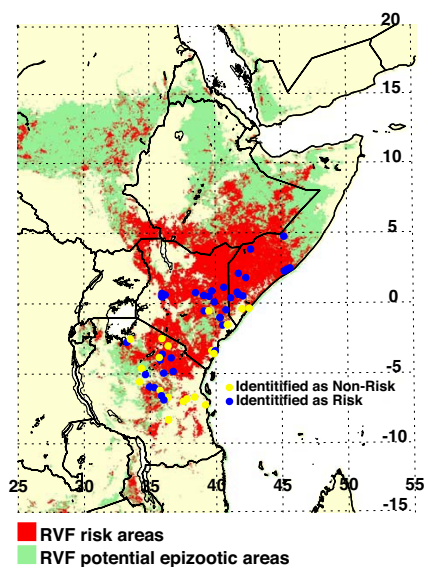 20
15
10
5
0
-5
Identitified as Non-Risk
Identitified as Risk
-10
25 30 35 40 45 50 55
-15
RVF risk areas
RVF potential epizootic areas